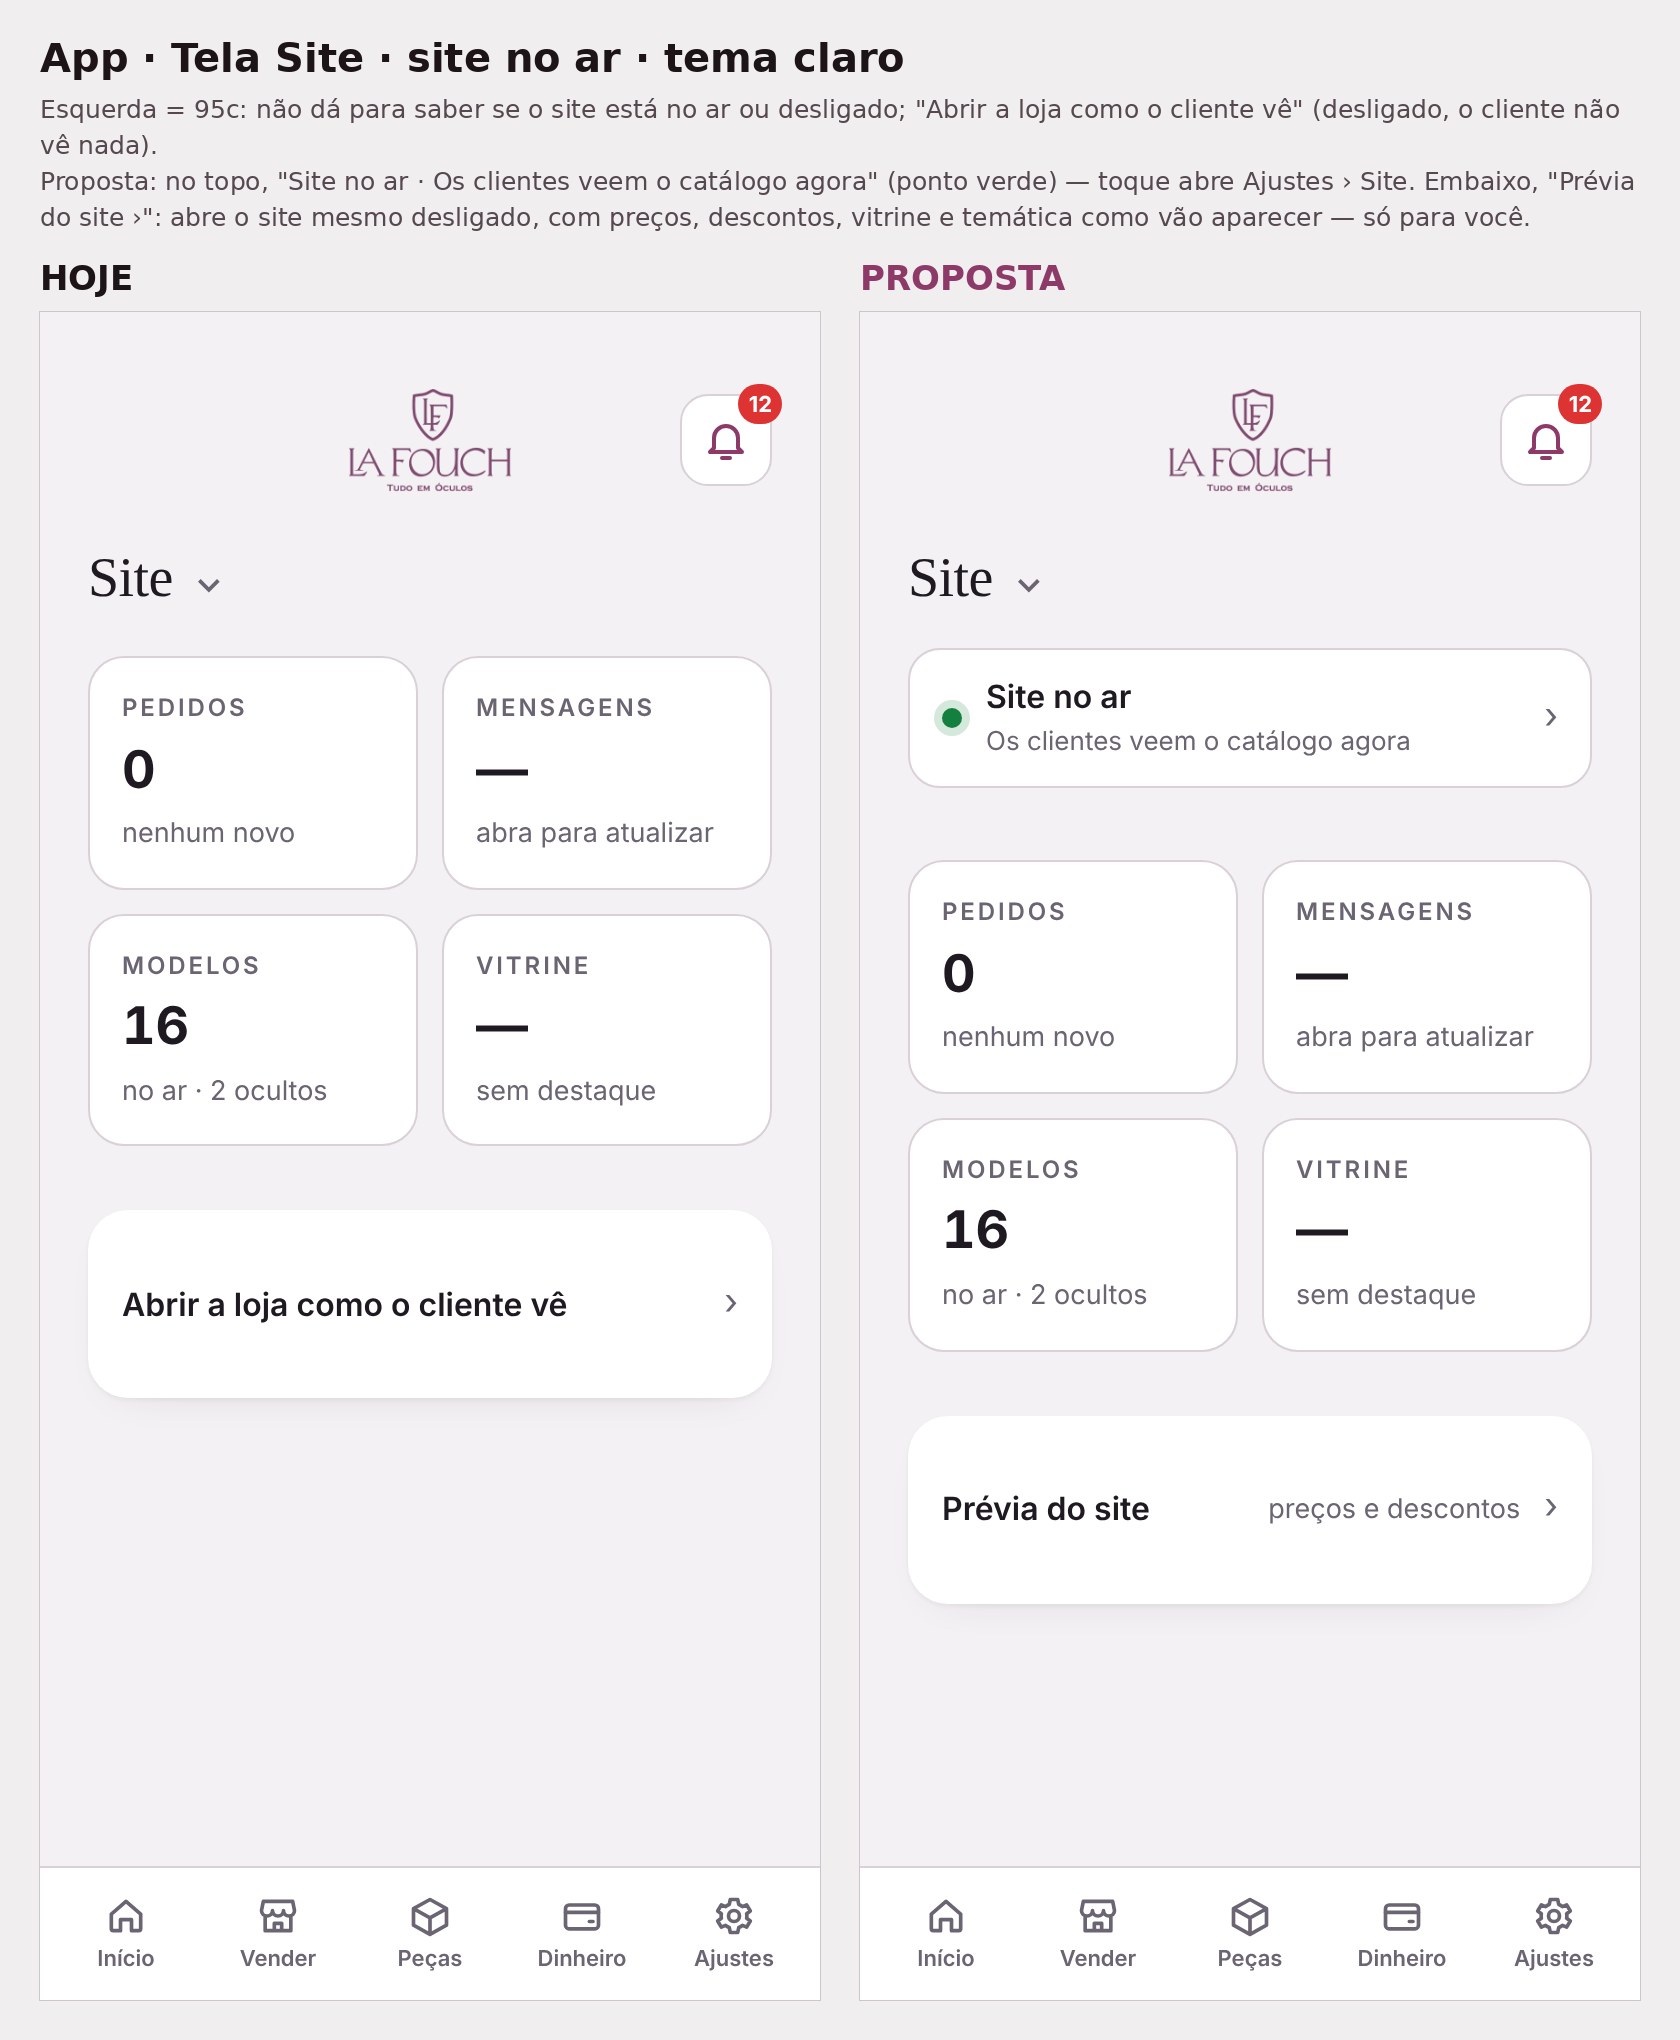 App · Tela Site · site no ar · tema claro
Esquerda = 95c: não dá para saber se o site está no ar ou desligado; "Abrir a loja como o cliente vê" (desligado, o cliente não
vê nada).
Proposta: no topo, "Site no ar · Os clientes veem o catálogo agora" (ponto verde) — toque abre Ajustes › Site. Embaixo, "Prévia
do site ›": abre o site mesmo desligado, com preços, descontos, vitrine e temática como vão aparecer — só para você.
HOJE
LF
LA FOUCH
TUDO EM ÓCULOS
12
Site
PEDIDOS
0
nenhum novo
MENSAGENS
—
abra para atualizar
MODELOS
16
no ar · 2 ocultos
VITRINE
—
sem destaque
Abrir a loja como o cliente vê ›
Início
Vender
Peças
Dinheiro
Ajustes
PROPOSTA
LF
LA FOUCH
TUDO EM ÓCULOS
12
Site
Site no ar
Os clientes veem o catálogo agora ›
PEDIDOS
0
nenhum novo
MENSAGENS
—
abra para atualizar
MODELOS
16
no ar · 2 ocultos
VITRINE
—
sem destaque
Prévia do site preços e descontos ›
Início
Vender
Peças
Dinheiro
Ajustes